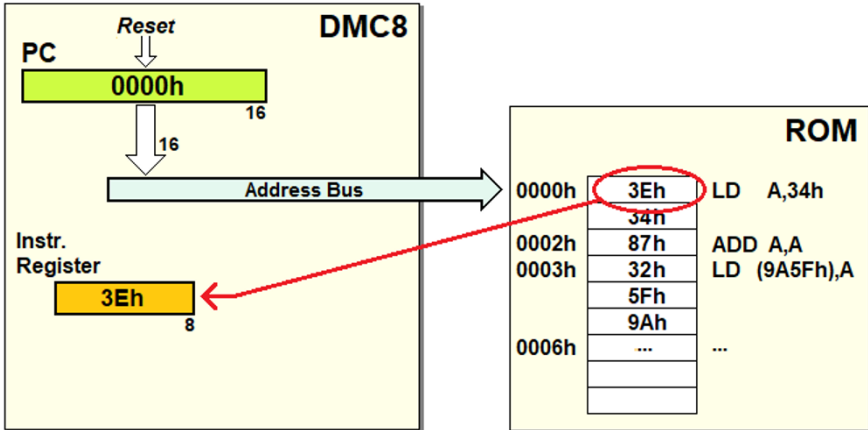 DMC8
Reset
PC
0000h
16
16
Address Bus
Instr.
Register
3Eh
8
ROM
0000h 3Eh LD A,34h
34h
0002h 87h ADD A,A
0003h 32h LD (9A5Fh),A
5Fh
9Ah
0006h ... ...